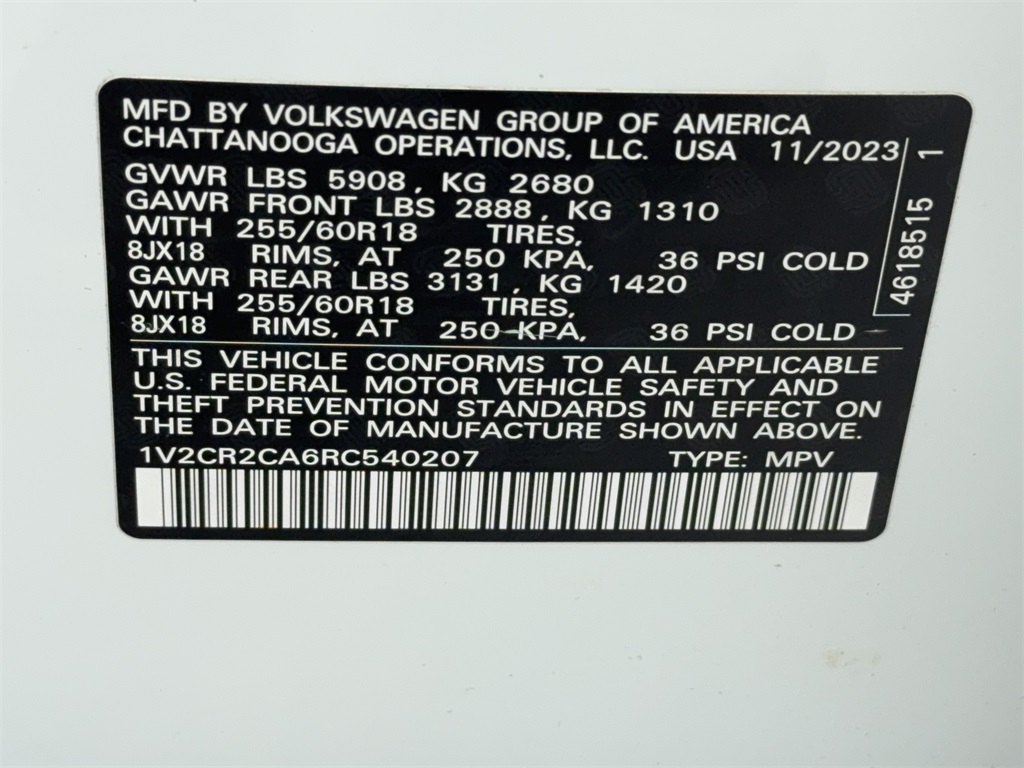 MFD BY VOLKSWAGEN GROUP OF AMERICA
CHATTANOOGA OPERATIONS, LLC. USA 11/2023
GVWR LBS 5908, KG 2680
GAWR FRONT LBS 2888, KG 1310
WITH 255/60R18 TIRES,
8JX18 RIMS, AT 250 KPA, 36 PSI COLD
GAWR REAR LBS 3131, KG 1420
WITH 255/60R18 TIRES,
8JX18 RIMS, AT 250 KPA, 36 PSI COLD
THIS VEHICLE CONFORMS TO ALL APPLICABLE
U.S. FEDERAL MOTOR VEHICLE SAFETY AND
THEFT PREVENTION STANDARDS IN EFFECT ON
THE DATE OF MANUFACTURE SHOWN ABOVE.
1V2CR2CA6RC540207 TYPE: MPV
4618515 1